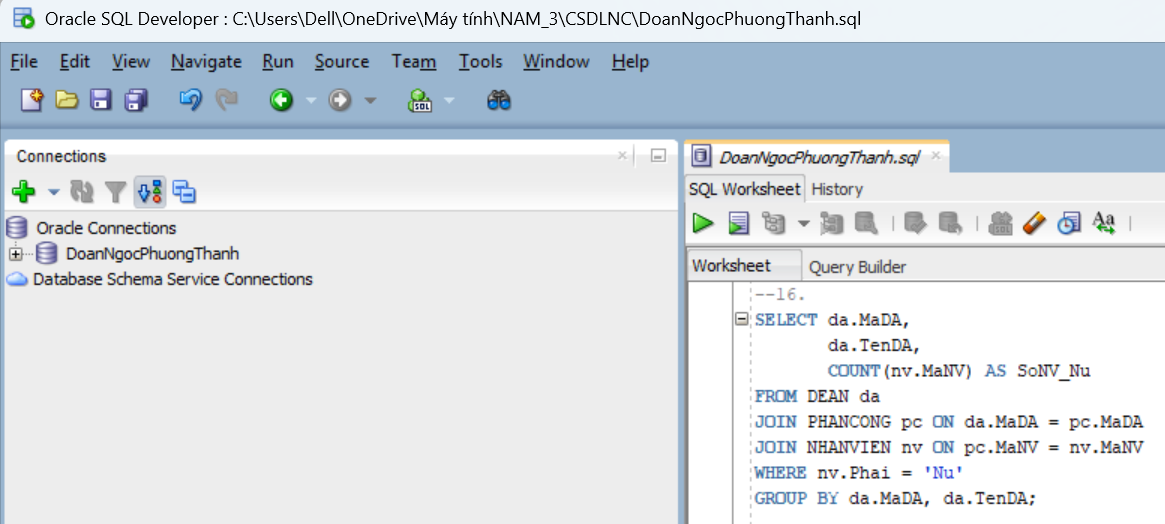 Oracle SQL Developer : C:\Users\Dell\OneDrive\Máy tính\NAM_3\CSDLNC\DoanNgocPhuongThanh.sql
File Edit View Navigate Run Source Team Tools Window Help
SQL
Connections
Oracle Connections
DoanNgocPhuongThanh
Database Schema Service Connections
DoanNgocPhuongThanh.sql
SQL Worksheet History
Aa
Worksheet Query Builder
--16.
SELECT da.MaDA,
da.TenDA,
COUNT(nv.MaNV) AS SoNV_Nu
FROM DEAN da
JOIN PHANCONG pc ON da.MaDA = pc.MaDA
JOIN NHANVIEN nv ON pc.MaNV = nv.MaNV
WHERE nv.Phai = 'Nu'
GROUP BY da.MaDA, da.TenDA;